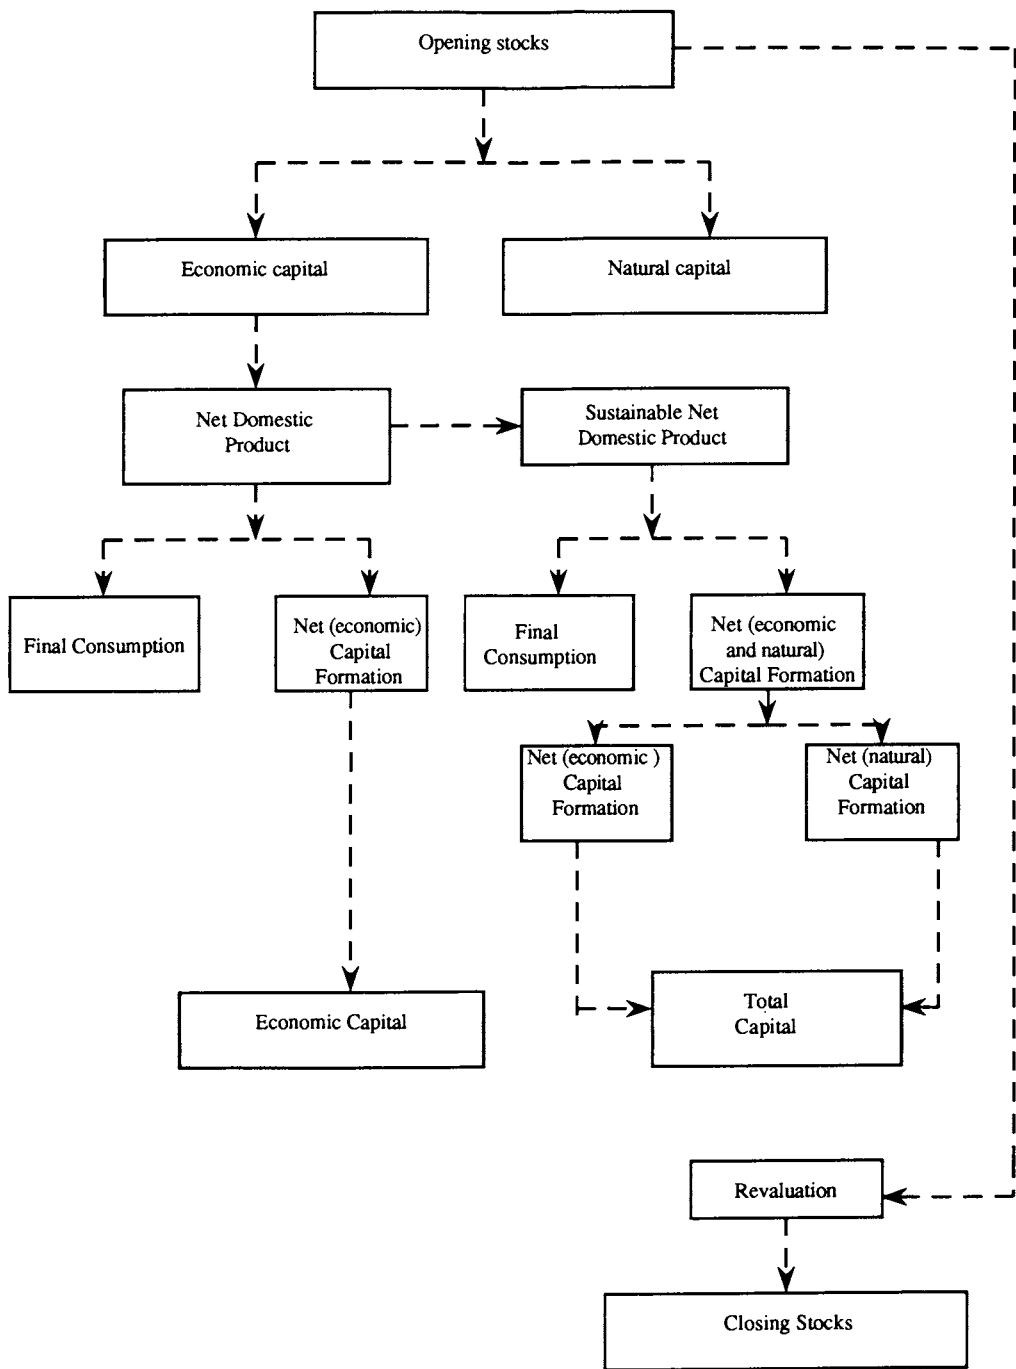 Opening stocks
Economic capital
Natural capital
Net Domestic
Product
Sustainable Net
Domestic Product
Final Consumption
Net (economic)
Capital
Formation
Final
Consumption
Net (economic
and natural)
Capital Formation
Net (economic )
Capital
Formation
Net (natural)
Capital
Formation
Economic Capital
Total
Capital
Revaluation
Closing Stocks